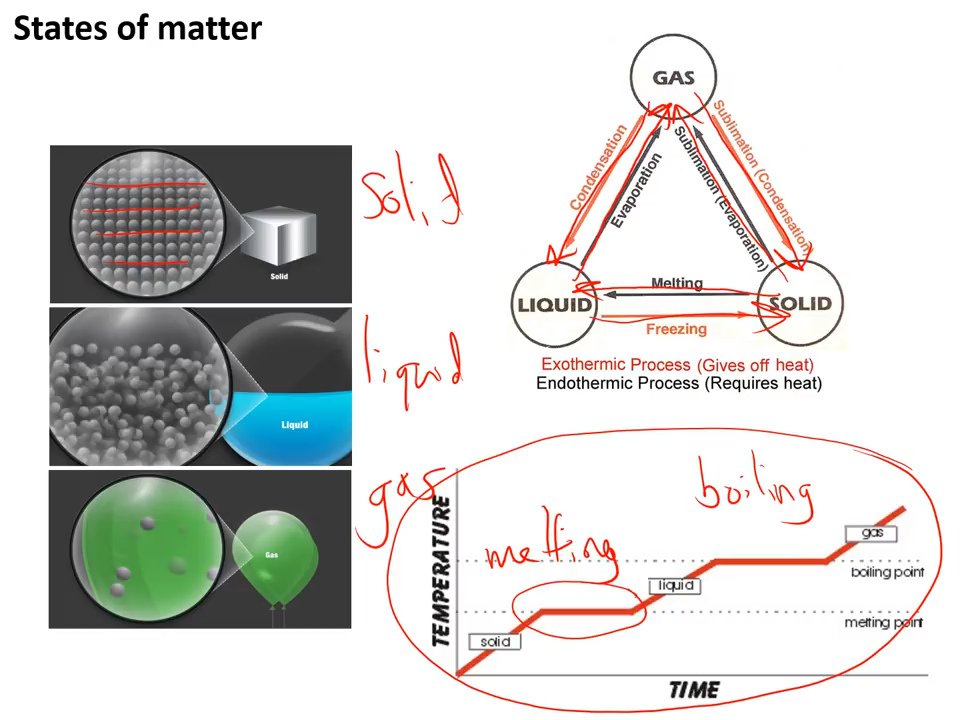 States of matter
Solid
Solid
Liquid
liquid
Gas
gas
GAS
Condensation
Evaporation
Sublimation (Evaporation)
Sublimation (Condensation)
LIQUID
Melting
SOLID
Freezing
Exothermic Process (Gives off heat)
Endothermic Process (Requires heat)
TEMPERATURE
melting
boiling
gas
boiling point
liquid
melting point
solid
TIME